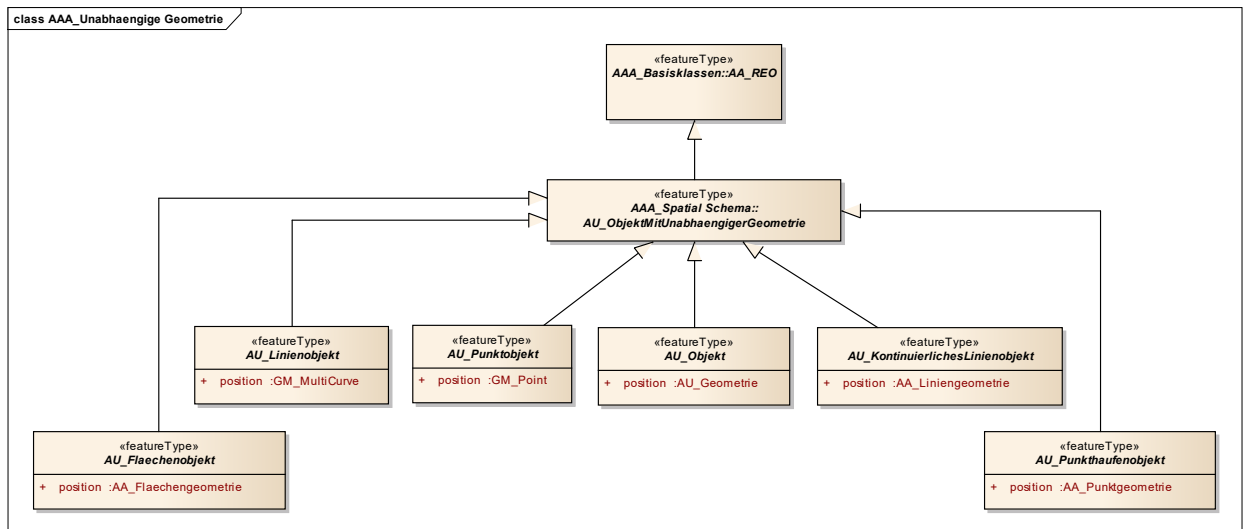 class AAA_Unabhaengige Geometrie
«featureType»
AAA_Basisklassen::AA_REO
«featureType»
AAA_Spatial Schema::
AU_ObjektMitUnabhaengigerGeometrie
«featureType»
AU_Linienobjekt
+ position :GM_MultiCurve
«featureType»
AU_Punktobjekt
+ position :GM_Point
«featureType»
AU_Objekt
+ position :AU_Geometrie
«featureType»
AU_KontinuierlichesLinienobjekt
+ position :AA_Liniengeometrie
«featureType»
AU_Flaechenobjekt
+ position :AA_Flaechengeometrie
«featureType»
AU_Punkthaufenobjekt
+ position :AA_Punktgeometrie